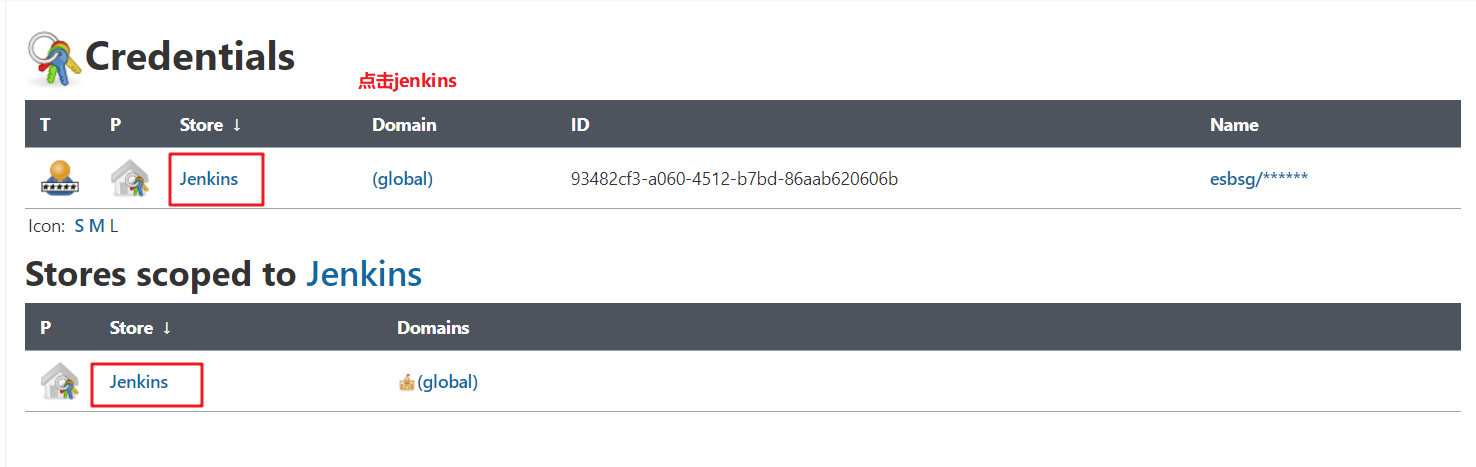 Credentials
点击jenkins
T P Store ↓ Domain ID Name
***** Jenkins (global) 93482cf3-a060-4512-b7bd-86aab620606b esbsg/******
Icon: S M L
Stores scoped to Jenkins
P Store ↓ Domains
Jenkins (global)